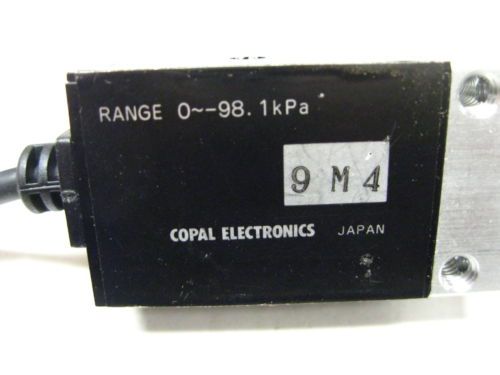 RANGE 0~-98.1kPa
9 M 4
COPAL ELECTRONICS JAPAN